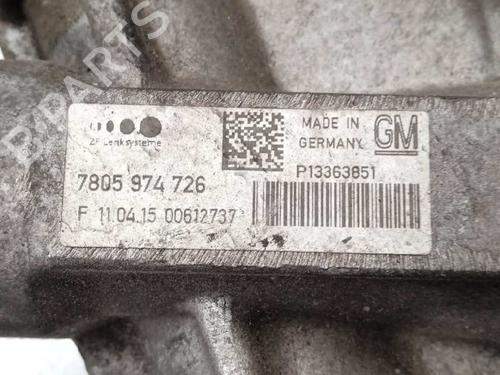 B-PARTS
ZF Lenksysteme
MADE IN
GERMANY
GM
P13363851
7805 974 726
F 11.04.15 00612737